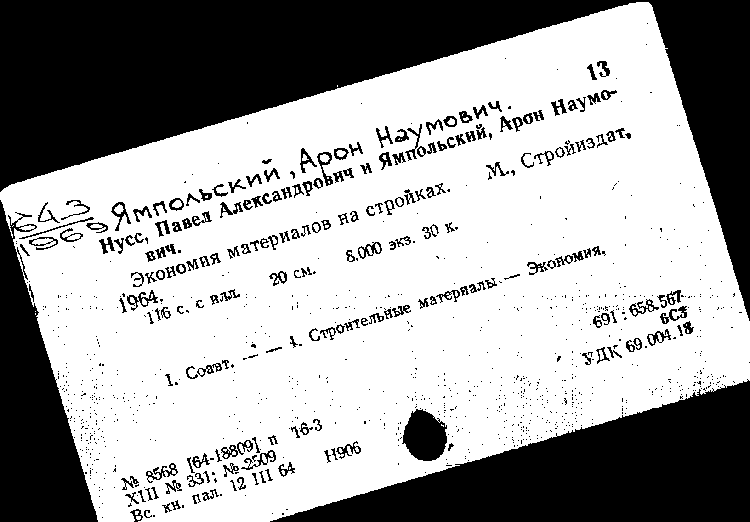 13
Ямпольский, Арон Наумович.
Нусс, Павел Александрович и Ямпольский, Арон Наумо-
вич.
Экономия материалов на стройках. М., Стройиздат,
1964.
116 с. с илл. 20 см. 8.000 экз. 30 к.
1. Соавт. — — 1. Строительные материалы — Экономия.
691 : 658.567
6С3
УДК 69.004.18
№ 8568 [64-18809] п 16-3
XIII № 331; №-2509
Вс. кн. пал. 12 III 64 Н906